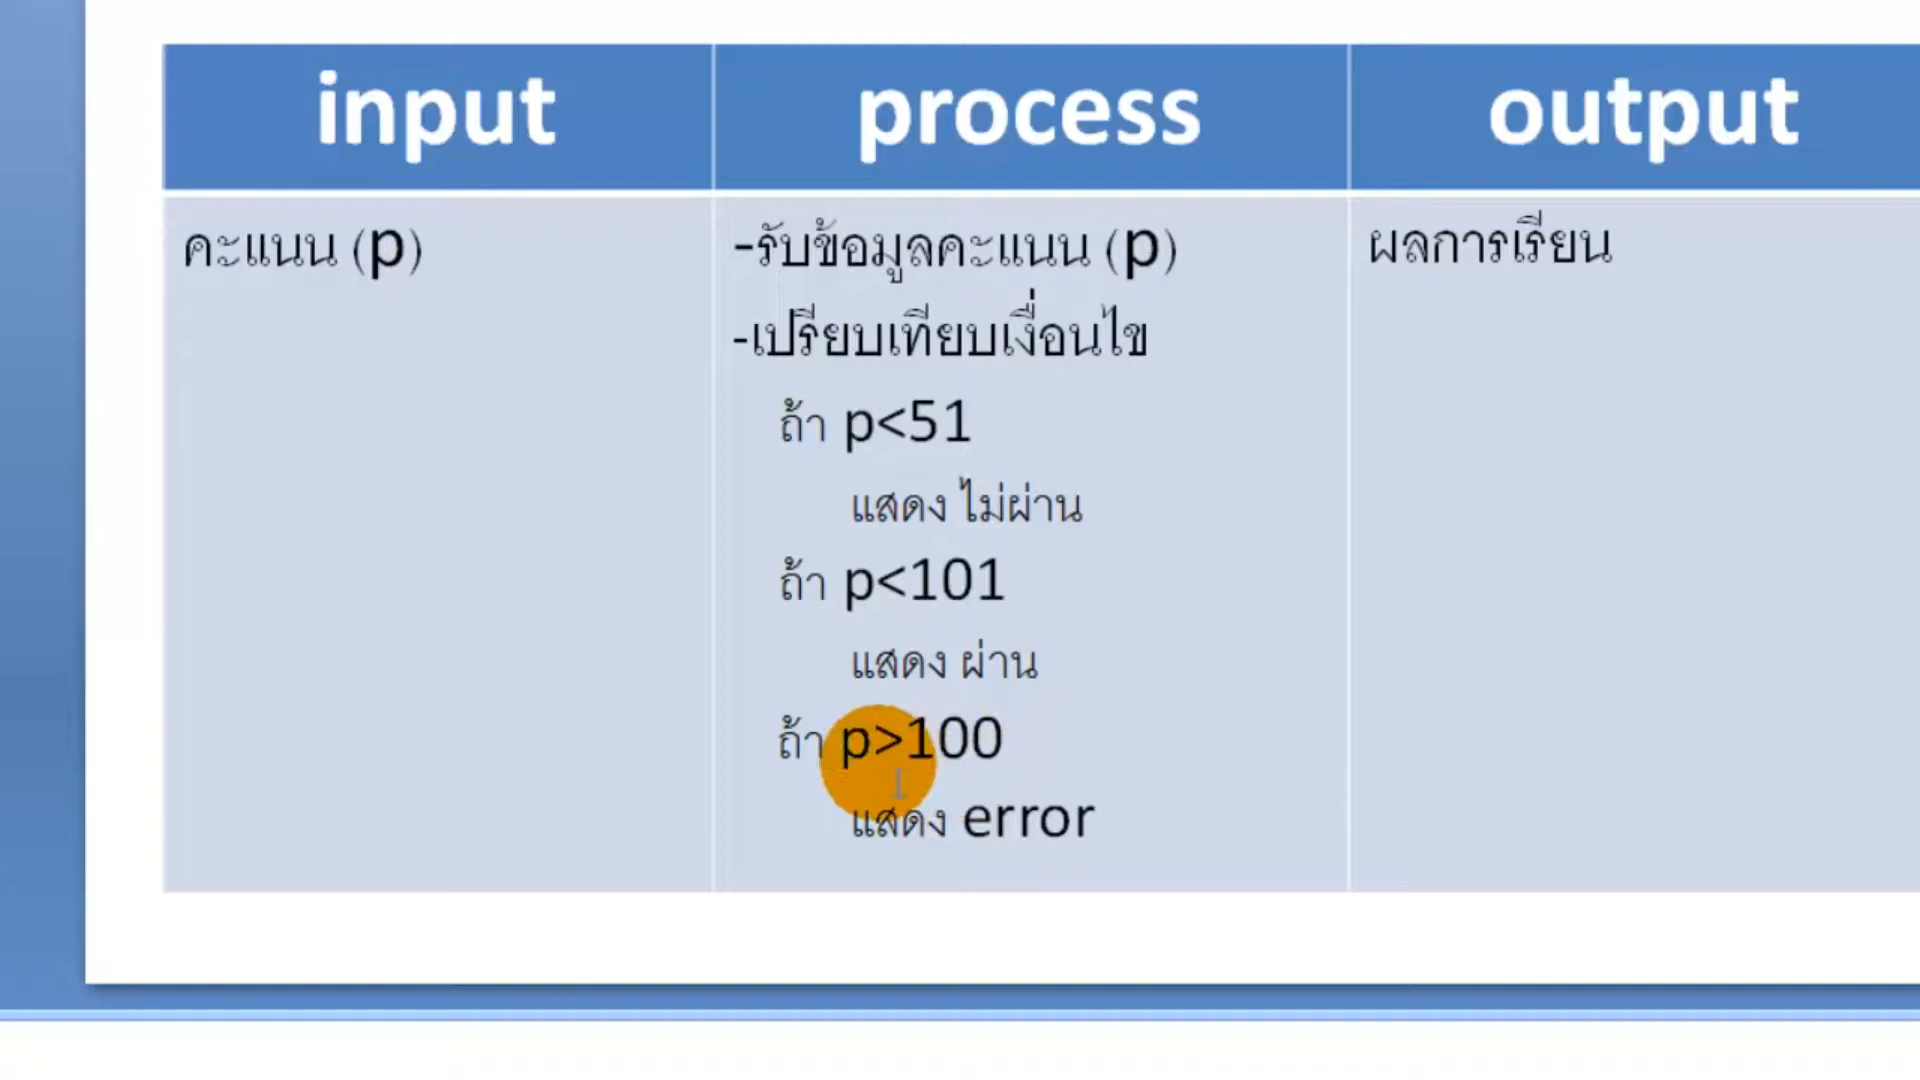 input process output
คะแนน (p)
-รับข้อมูลคะแนน (p)
-เปรียบเทียบเงื่อนไข
ถ้า p<51
แสดง ไม่ผ่าน
ถ้า p<101
แสดง ผ่าน
ถ้า p>100
แสดง error
ผลการเรียน